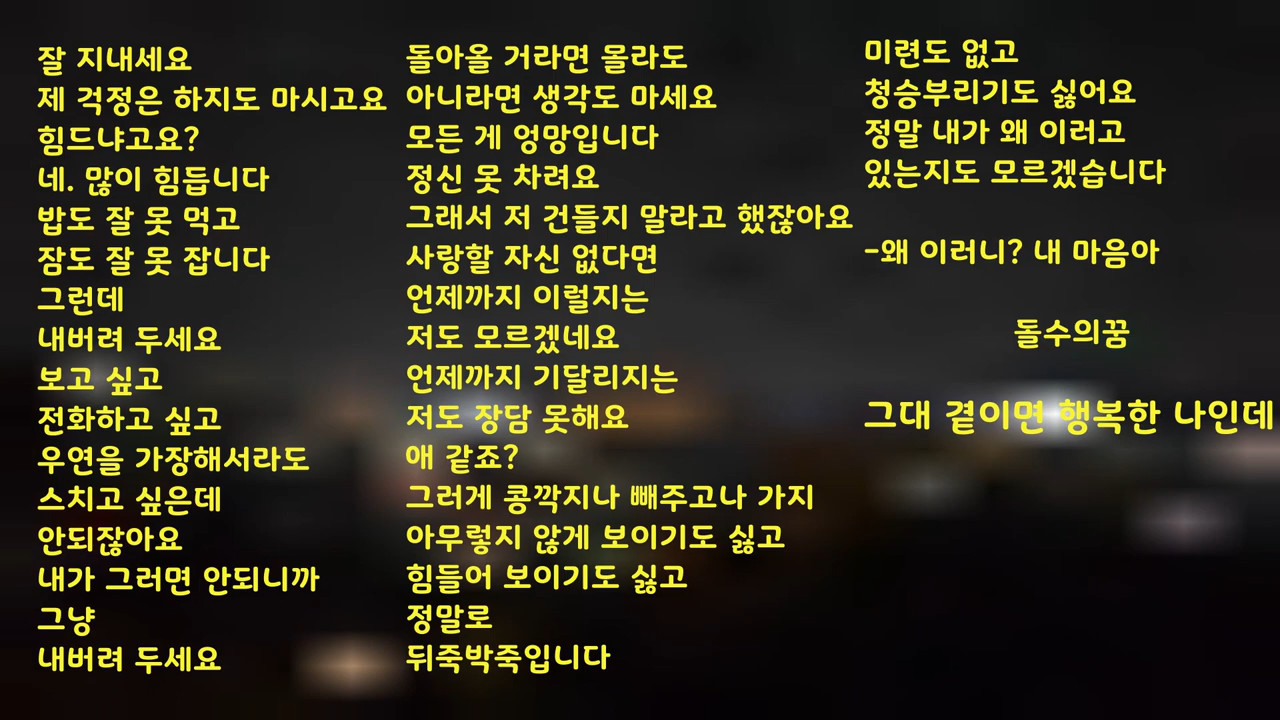 잘 지내세요
제 걱정은 하지도 마시고요
힘드냐고요?
네. 많이 힘듭니다
밥도 잘 못 먹고
잠도 잘 못 잡니다
그런데
내버려 두세요
보고 싶고
전화하고 싶고
우연을 가장해서라도
스치고 싶은데
안되잖아요
내가 그러면 안되니까
그냥
내버려 두세요
돌아올 거라면 몰라도
아니라면 생각도 마세요
모든 게 엉망입니다
정신 못 차려요
그래서 저 건들지 말라고 했잖아요
사랑할 자신 없다면
언제까지 이럴지는
저도 모르겠네요
언제까지 기달리지는
저도 장담 못해요
애 같죠?
그러게 콩깍지나 빼주고나 가지
아무렇지 않게 보이기도 싫고
힘들어 보이기도 싫고
정말로
뒤죽박죽입니다
미련도 없고
청승부리기도 싫어요
정말 내가 왜 이러고
있는지도 모르겠습니다
-왜 이러니? 내 마음아
돌수의꿈
그대 곁이면 행복한 나인데